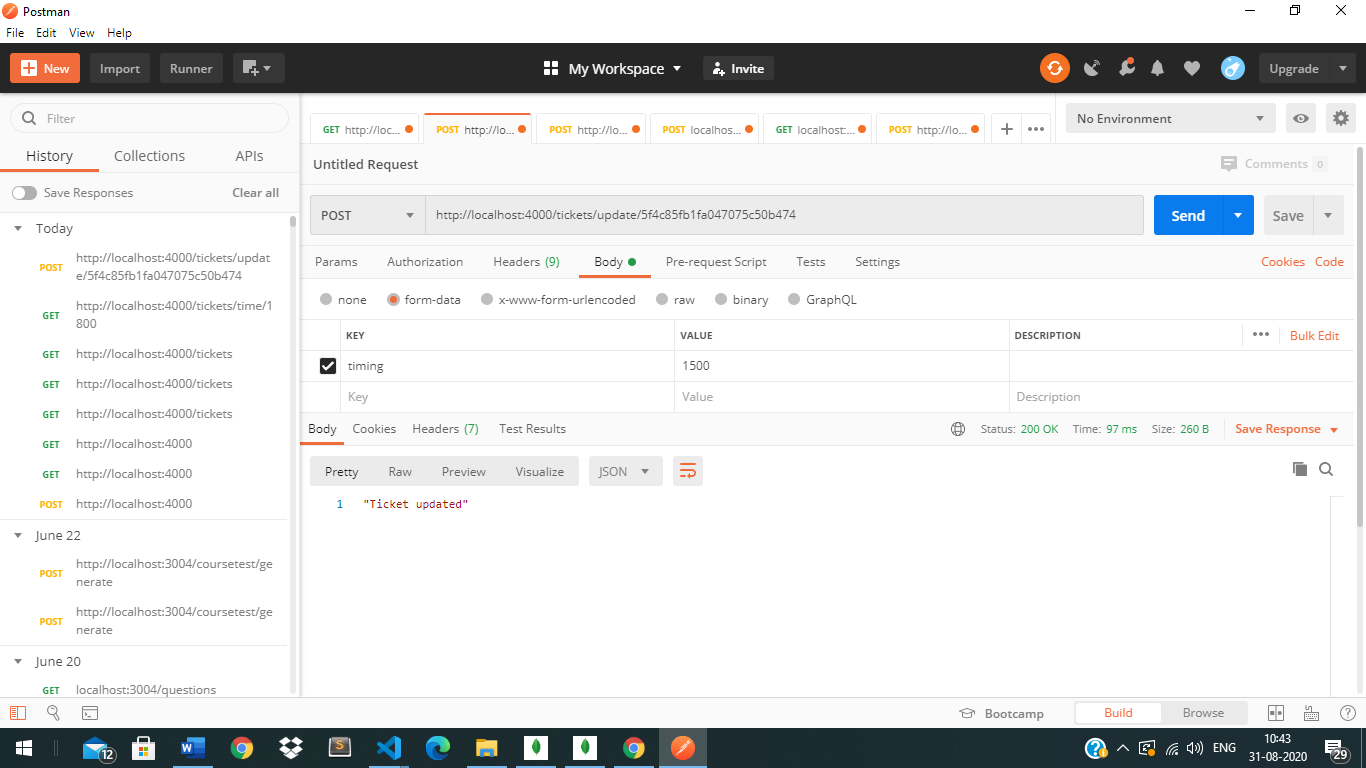 Postman
File Edit View Help
New Import Runner My Workspace Invite Upgrade
Filter
History Collections APIs
Save Responses Clear all
Today
POST http://localhost:4000/tickets/updat
e/5f4c85fb1fa047075c50b474
GET http://localhost:4000/tickets/time/1
800
GET http://localhost:4000/tickets
GET http://localhost:4000/tickets
GET http://localhost:4000/tickets
GET http://localhost:4000
GET http://localhost:4000
POST http://localhost:4000
June 22
POST http://localhost:3004/coursetest/ge
nerate
POST http://localhost:3004/coursetest/ge
nerate
June 20
GET localhost:3004/questions
GET http://loc... POST http://lo... POST http://lo... POST localhos... GET localhost:... POST http://lo... + ••• No Environment
Untitled Request Comments 0
POST http://localhost:4000/tickets/update/5f4c85fb1fa047075c50b474 Send Save
Params Authorization Headers (9) Body Pre-request Script Tests Settings Cookies Code
none form-data x-www-form-urlencoded raw binary GraphQL
KEY VALUE DESCRIPTION ••• Bulk Edit
timing 1500
Key Value Description
Body Cookies Headers (7) Test Results Status: 200 OK Time: 97 ms Size: 260 B Save Response
Pretty Raw Preview Visualize JSON
1 "Ticket updated"
Bootcamp Build Browse
12 ENG 10:43
31-08-2020 29